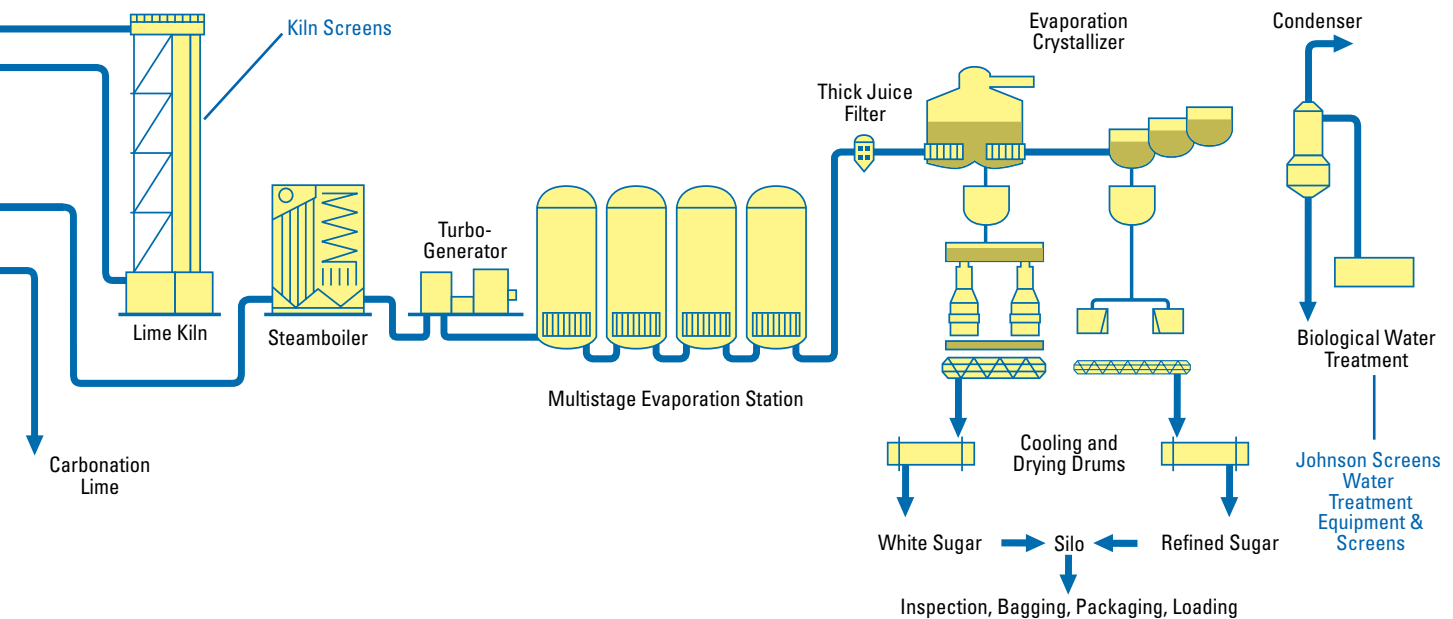 Kiln Screens
Evaporation
Crystallizer
Condenser
Thick Juice
Filter
Turbo-
Generator
Lime Kiln
Steamboiler
Biological Water
Treatment
Multistage Evaporation Station
Carbonation
Lime
Cooling and
Drying Drums
Johnson Screens
Water
Treatment
Equipment &
Screens
White Sugar
Silo
Refined Sugar
Inspection, Bagging, Packaging, Loading